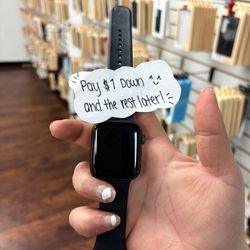 Pay $1 Down
and the rest later!